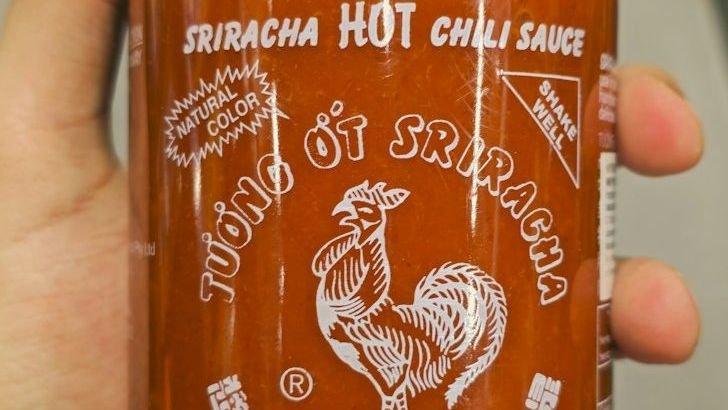 SRIRACHA HOT CHILI SAUCE
NATURAL
COLOR
SHAKE
WELL
TƯƠNG ỚT SRIRACHA
®